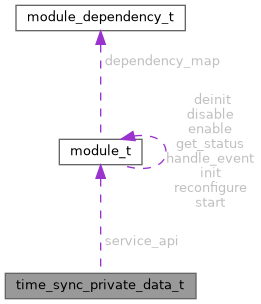 module_dependency_t
dependency_map
module_t
deinit
disable
enable
get_status
handle_event
init
reconfigure
start
service_api
time_sync_private_data_t